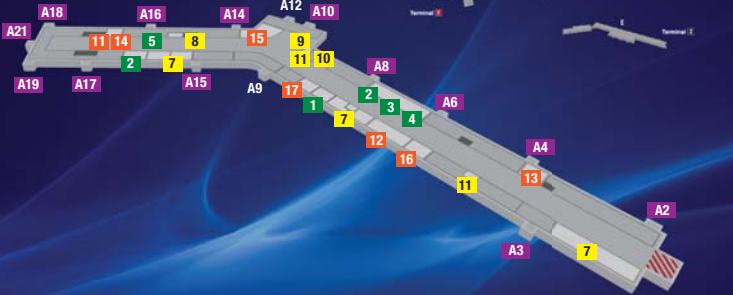 A12
A18 A16 A14 A10
Terminal 1
E
Terminal 2
A21
11 14 5 8 15 9
2 7 11 10
A19 A17 A15 A9 A8
17 2
1 3 A6
7 4
12
16 A4
11 13
A2
A3 7